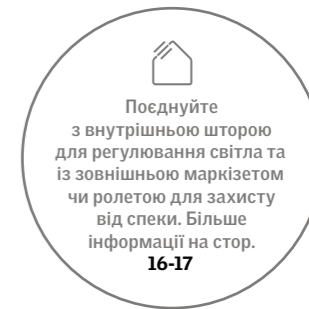 Поєднуйте
з внутрішньою шторою
для регулювання світла та
із зовнішньою маркізетом
чи ролетою для захисту
від спеки. Більше
інформації на стор.
16-17